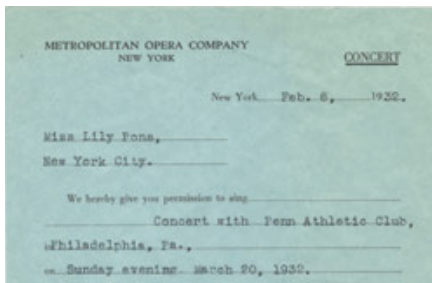 METROPOLITAN OPERA COMPANY
NEW YORK
CONCERT
New York Feb. 8, 1932.
Miss Lily Pons,
New York City.
We hereby give you permission to sing
Concert with Penn Athletic Club,
in Philadelphia, Pa.,
on Sunday evening March 20, 1932.